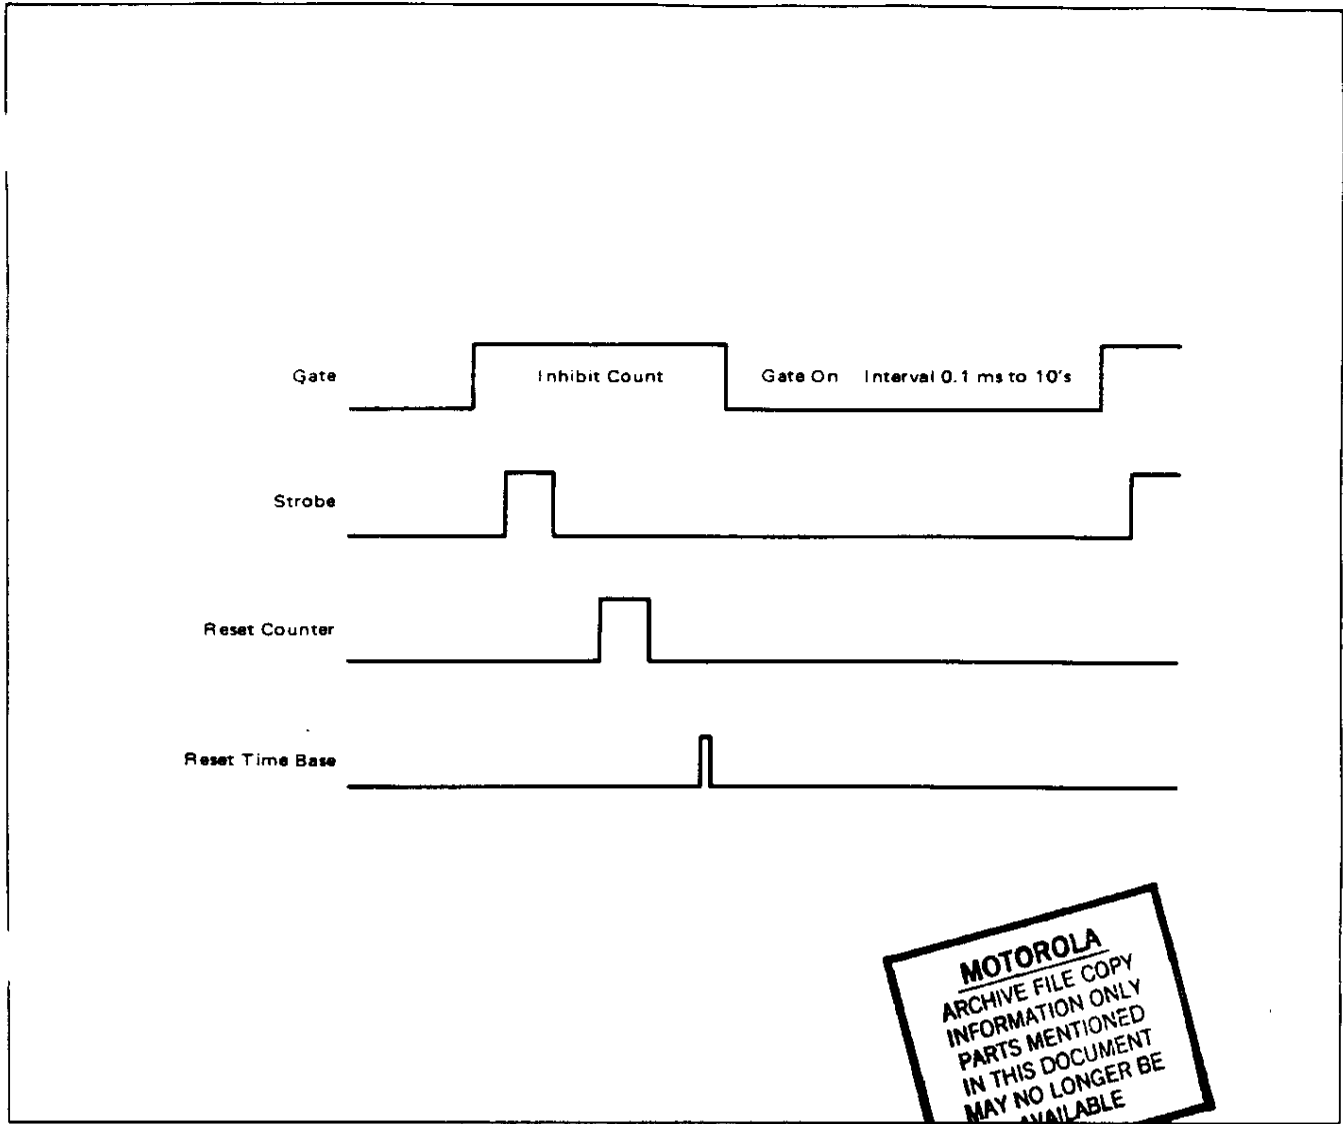 Gate
Inhibit Count
Gate On Interval 0.1 ms to 10's
Strobe
Reset Counter
Reset Time Base
MOTOROLA
ARCHIVE FILE COPY
INFORMATION ONLY
PARTS MENTIONED
IN THIS DOCUMENT
MAY NO LONGER BE
AVAILABLE